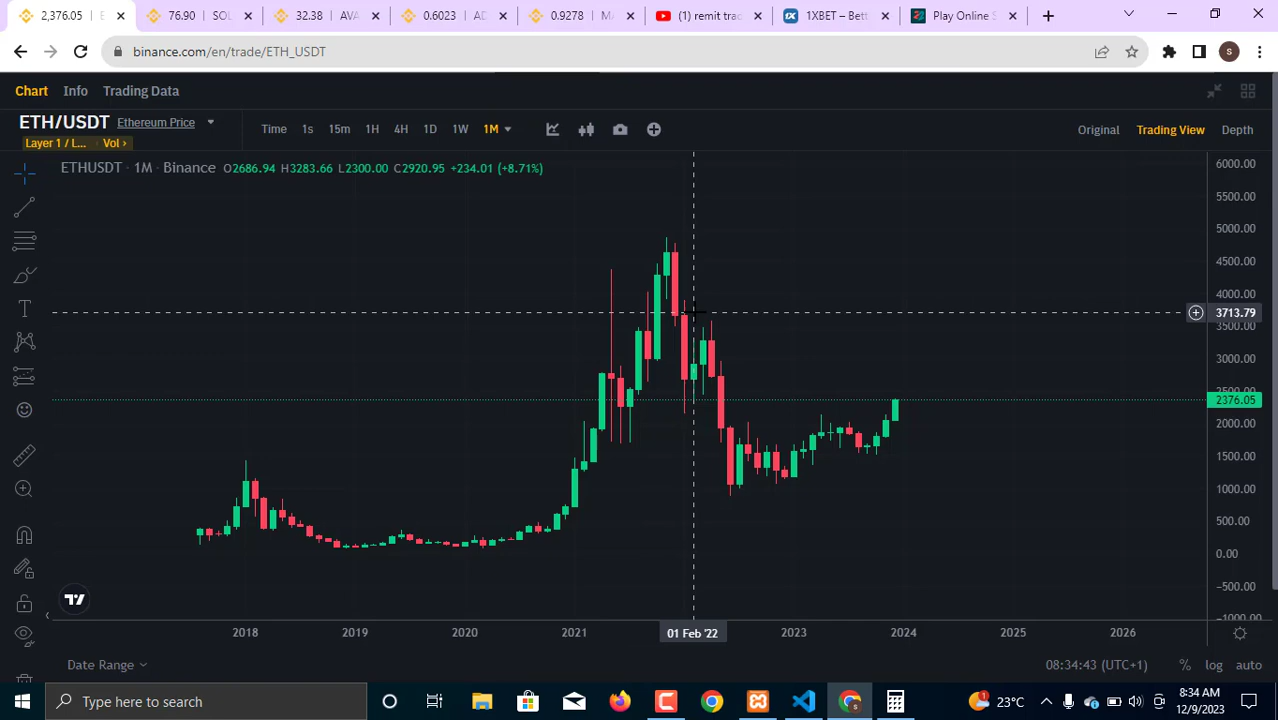 2,376.05 E
76.90 SOL
32.38 AVA
0.6023 AD
0.9278 MA
(1) remit trac
1XBET – Bett
Play Online S
binance.com/en/trade/ETH_USDT
S
Chart Info Trading Data
ETH/USDT Ethereum Price
Layer 1 / L... Vol ›
Time 1s 15m 1H 4H 1D 1W 1M
Original Trading View Depth
ETHUSDT · 1M · Binance O2686.94 H3283.66 L2300.00 C2920.95 +234.01 (+8.71%)
6000.00
5500.00
5000.00
4500.00
4000.00
3713.79
3500.00
3000.00
2500.00
2376.05
2000.00
1500.00
1000.00
500.00
0.00
−500.00
−1000.00
2018 2019 2020 2021 01 Feb '22 2023 2024 2025 2026
Date Range 08:34:43 (UTC+1) % log auto
Type here to search
1 23°C 8:34 AM
12/9/2023